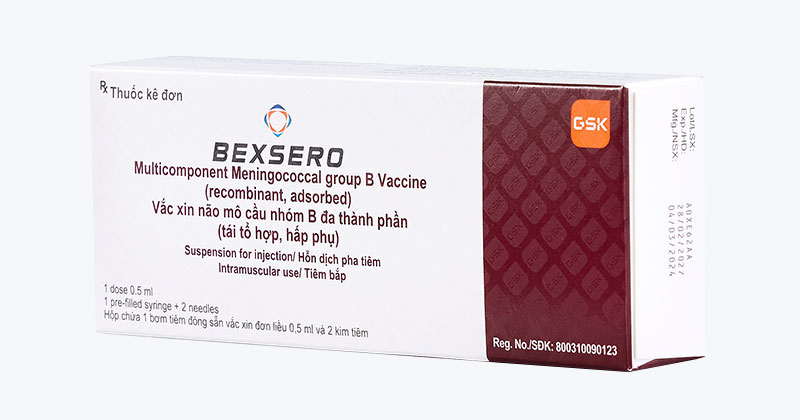 Rx Thuốc kê đơn
BEXSERO
Multicomponent Meningococcal group B Vaccine
(recombinant, adsorbed)
Vắc xin não mô cầu nhóm B đa thành phần
(tái tổ hợp, hấp phụ)
Suspension for injection/ Hỗn dịch pha tiêm
Intramuscular use/ Tiêm bắp
1 dose 0.5 ml
1 pre-filled syringe + 2 needles
Hộp chứa 1 bơm tiêm đóng sẵn vắc xin đơn liều 0,5 ml và 2 kim tiêm
GSK
Reg. No./SĐK: 800310090123
Lot/LSX: ABXE62AA
Exp./HD: 28/02/2027
Mfg./NSX: 04/03/2024